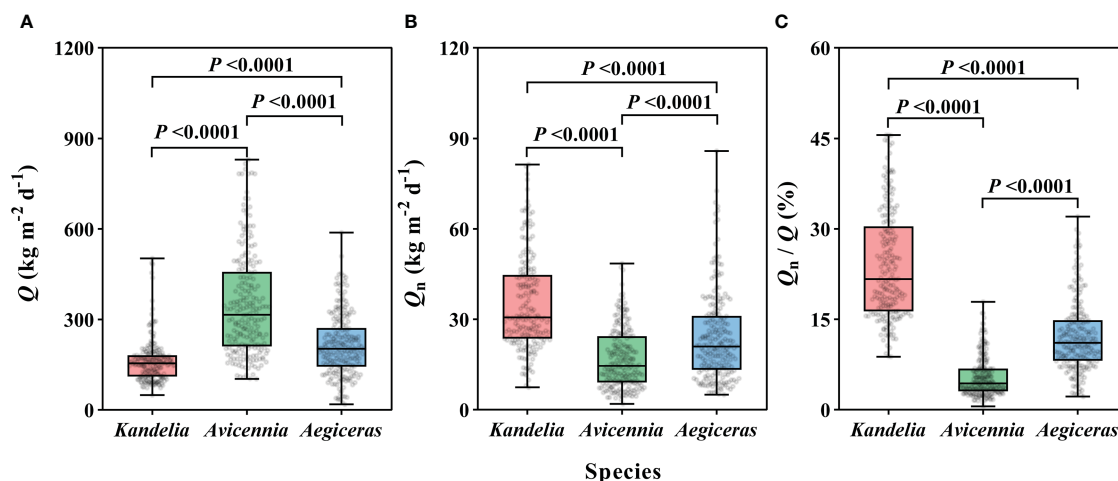 A
Q (kg m⁻² d⁻¹)
1200
900
600
300
0
P <0.0001
P <0.0001
P <0.0001
Kandelia Avicennia Aegiceras
B
Qn (kg m⁻² d⁻¹)
120
90
60
30
0
P <0.0001
P <0.0001
P <0.0001
Kandelia Avicennia Aegiceras
C
Qn / Q (%)
60
45
30
15
0
P <0.0001
P <0.0001
P <0.0001
Kandelia Avicennia Aegiceras
Species